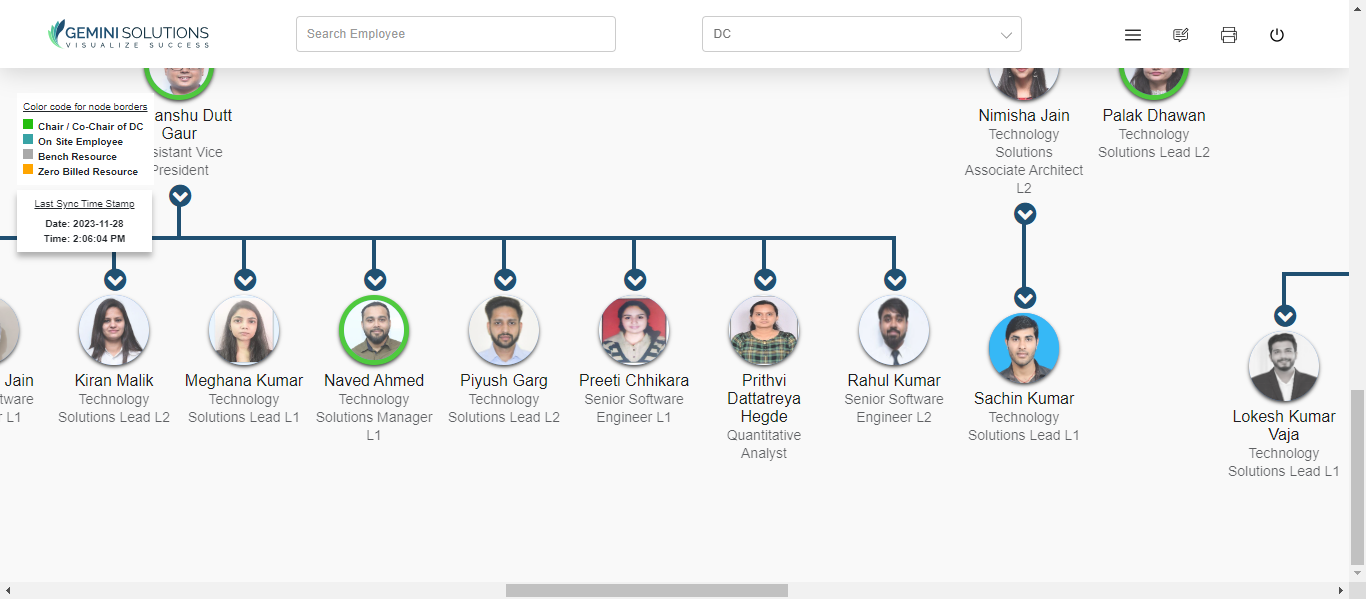 GEMINI SOLUTIONS
VISUALIZE SUCCESS
Search Employee
DC
Color code for node borders
Chair / Co-Chair of DC
On Site Employee
Bench Resource
Zero Billed Resource
Last Sync Time Stamp
Date: 2023-11-28
Time: 2:06:04 PM
anshu Dutt
Gaur
sistant Vice
President
Nimisha Jain
Technology
Solutions
Associate Architect
L2
Palak Dhawan
Technology
Solutions Lead L2
Jain
tware
r L1
Kiran Malik
Technology
Solutions Lead L2
Meghana Kumar
Technology
Solutions Lead L1
Naved Ahmed
Technology
Solutions Manager
L1
Piyush Garg
Technology
Solutions Lead L2
Preeti Chhikara
Senior Software
Engineer L1
Prithvi
Dattatreya
Hegde
Quantitative
Analyst
Rahul Kumar
Senior Software
Engineer L2
Sachin Kumar
Technology
Solutions Lead L1
Lokesh Kumar
Vaja
Technology
Solutions Lead L1